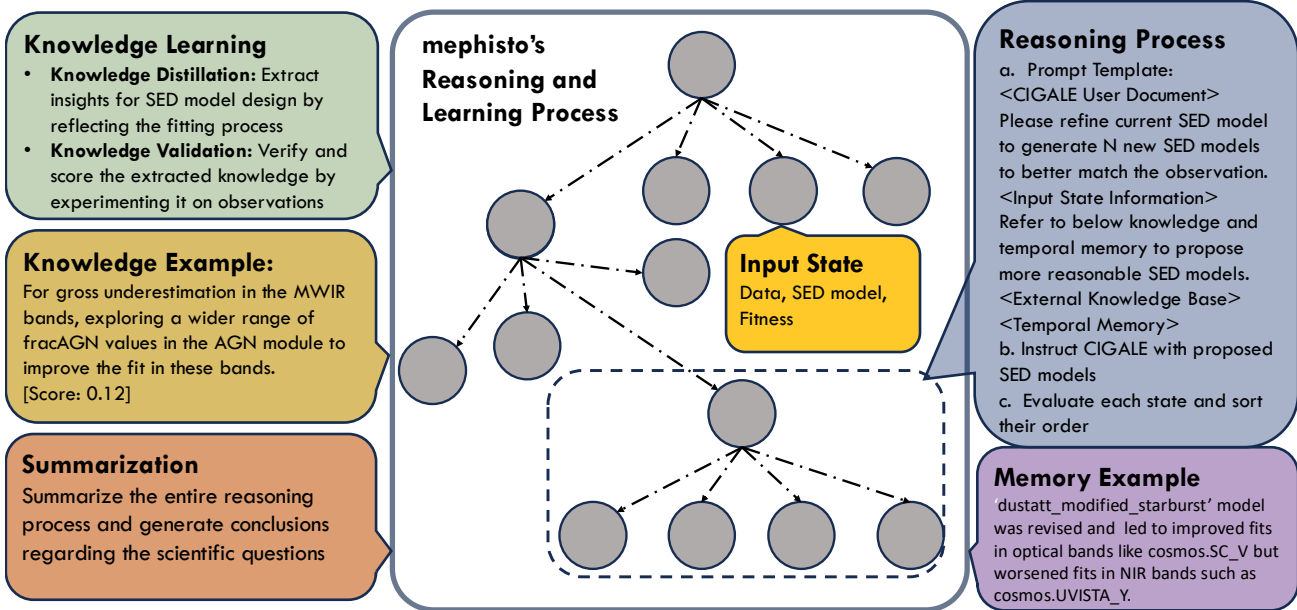 Knowledge Learning
• Knowledge Distillation: Extract
insights for SED model design by
reflecting the fitting process
• Knowledge Validation: Verify and
score the extracted knowledge by
experimenting it on observations
Knowledge Example:
For gross underestimation in the MWIR
bands, exploring a wider range of
fracAGN values in the AGN module to
improve the fit in these bands.
[Score: 0.12]
Summarization
Summarize the entire reasoning
process and generate conclusions
regarding the scientific questions
mephisto's
Reasoning and
Learning Process
Input State
Data, SED model,
Fitness
Reasoning Process
a. Prompt Template:
<CIGALE User Document>
Please refine current SED model
to generate N new SED models
to better match the observation.
<Input State Information>
Refer to below knowledge and
temporal memory to propose
more reasonable SED models.
<External Knowledge Base>
<Temporal Memory>
b. Instruct CIGALE with proposed
SED models
c. Evaluate each state and sort
their order
Memory Example
'dustatt_modified_starburst' model
was revised and led to improved fits
in optical bands like cosmos.SC_V but
worsened fits in NIR bands such as
cosmos.UVISTA_Y.